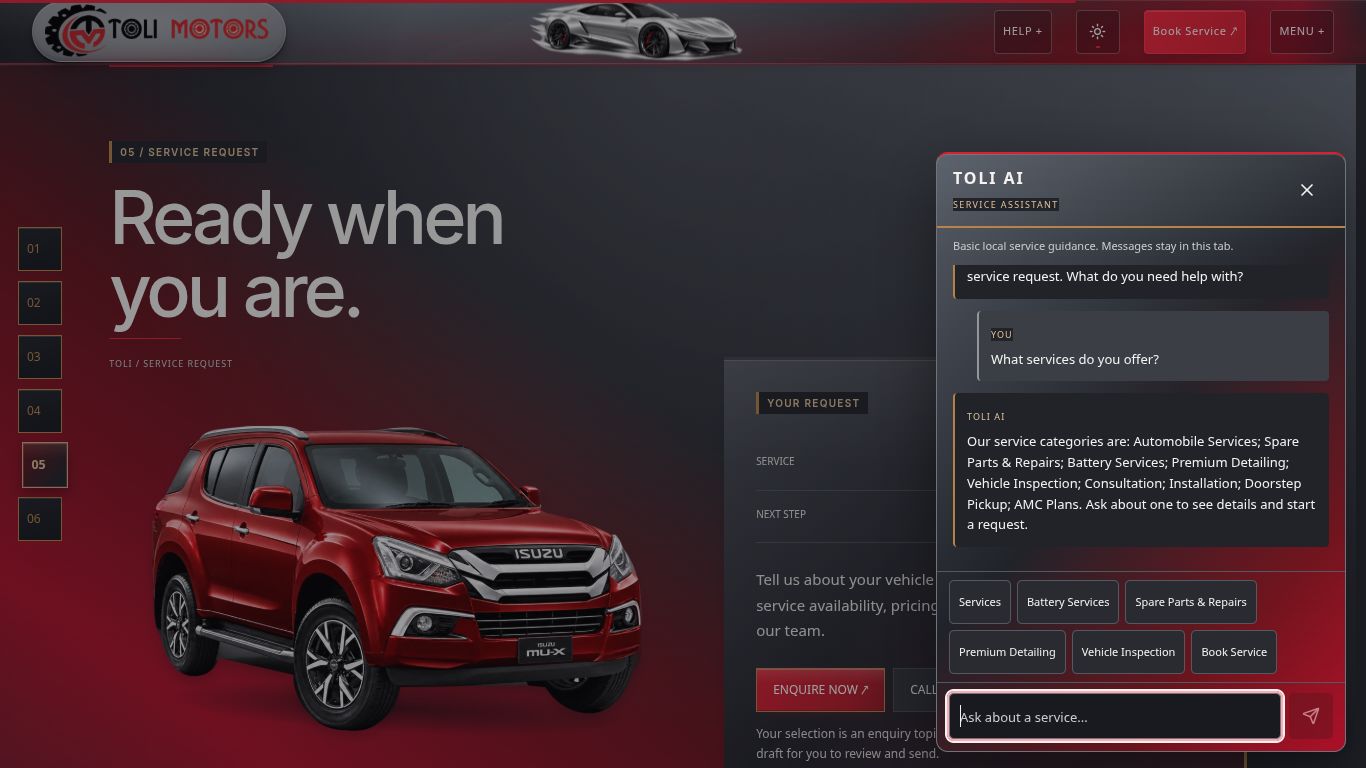 TOLI MOTORS
HELP +
Book Service ↗
MENU +
05 / SERVICE REQUEST
Ready when
you are.
TOLI / SERVICE REQUEST
01
02
03
04
05
06
ISUZU
ISUZU
mu-X
YOUR REQUEST
SERVICE
NEXT STEP
Tell us about your vehicle
service availability, pricing
our team.
ENQUIRE NOW ↗
CALL
Your selection is an enquiry topi
draft for you to review and send.
TOLI AI
SERVICE ASSISTANT
Basic local service guidance. Messages stay in this tab.
service request. What do you need help with?
YOU
What services do you offer?
TOLI AI
Our service categories are: Automobile Services; Spare
Parts & Repairs; Battery Services; Premium Detailing;
Vehicle Inspection; Consultation; Installation; Doorstep
Pickup; AMC Plans. Ask about one to see details and start
a request.
Services
Battery Services
Spare Parts & Repairs
Premium Detailing
Vehicle Inspection
Book Service
Ask about a service...